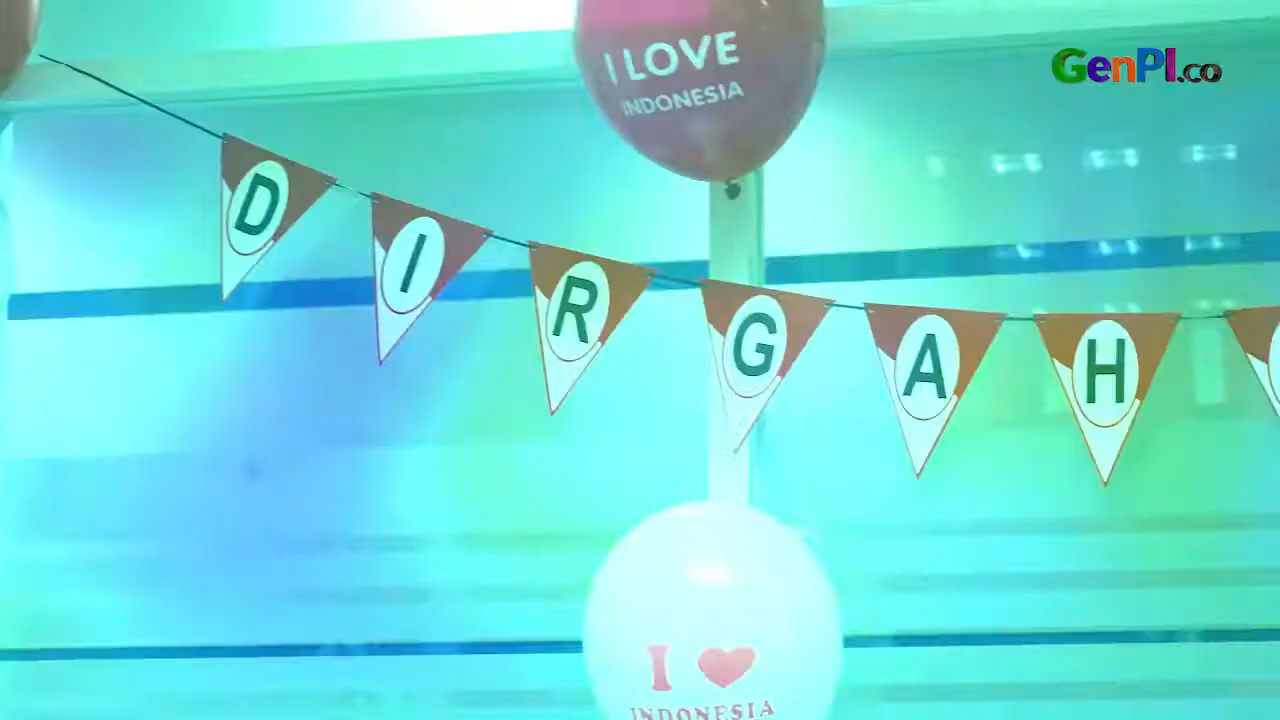 I LOVE
INDONESIA
GenPI.co
DIRGAH
I ❤
INDONESIA